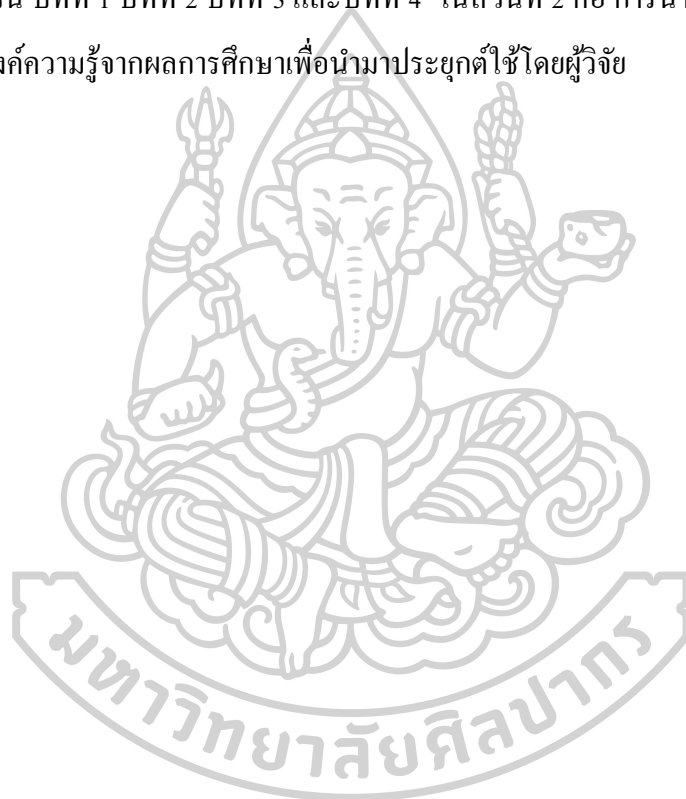 บทที่ 1 บทที่ 2 บทที่ 3 และบทที่ 4 ในส่วนที่ 2 คือ การนำ
งค์ความรู้จากผลการศึกษาเพื่อนำมาประยุกต์ใช้โดยผู้วิจัย
มหาวิทยาลัยศิลปากร